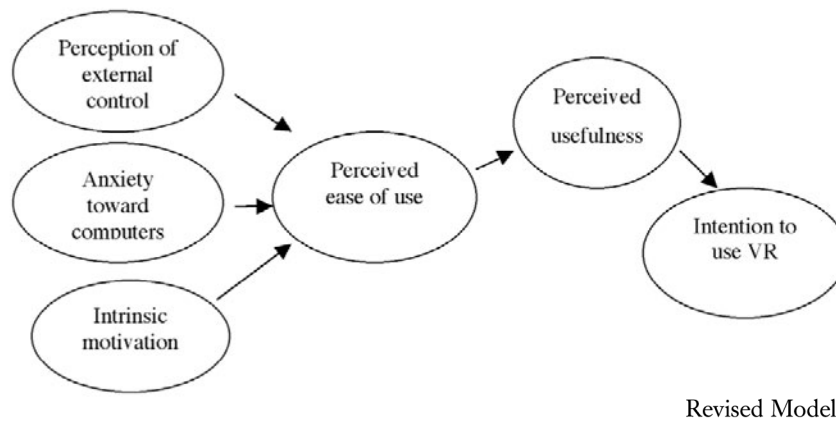 Perception of
external
control
Anxiety
toward
computers
Intrinsic
motivation
Perceived
ease of use
Perceived
usefulness
Intention to
use VR
Revised Model